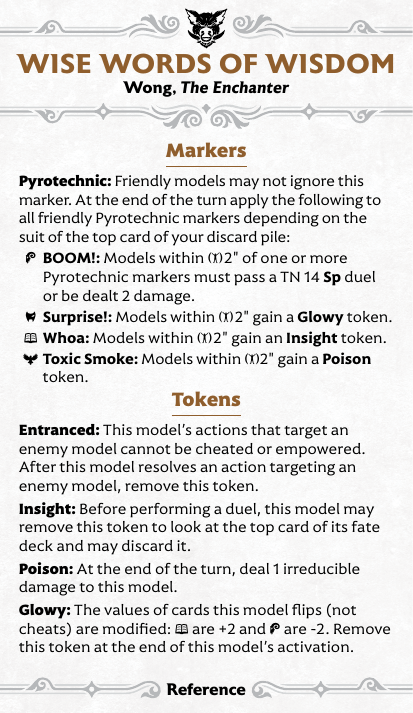 WISE WORDS OF WISDOM
Wong, The Enchanter
Markers
Pyrotechnic: Friendly models may not ignore this
marker. At the end of the turn apply the following to
all friendly Pyrotechnic markers depending on the
suit of the top card of your discard pile:
BOOM!: Models within 2" of one or more
Pyrotechnic markers must pass a TN 14 Sp duel
or be dealt 2 damage.
Surprise!: Models within 2" gain a Glowy token.
Whoa: Models within 2" gain an Insight token.
Toxic Smoke: Models within 2" gain a Poison
token.
Tokens
Entranced: This model's actions that target an
enemy model cannot be cheated or empowered.
After this model resolves an action targeting an
enemy model, remove this token.
Insight: Before performing a duel, this model may
remove this token to look at the top card of its fate
deck and may discard it.
Poison: At the end of the turn, deal 1 irreducible
damage to this model.
Glowy: The values of cards this model flips (not
cheats) are modified: are +2 and are -2. Remove
this token at the end of this model's activation.
Reference